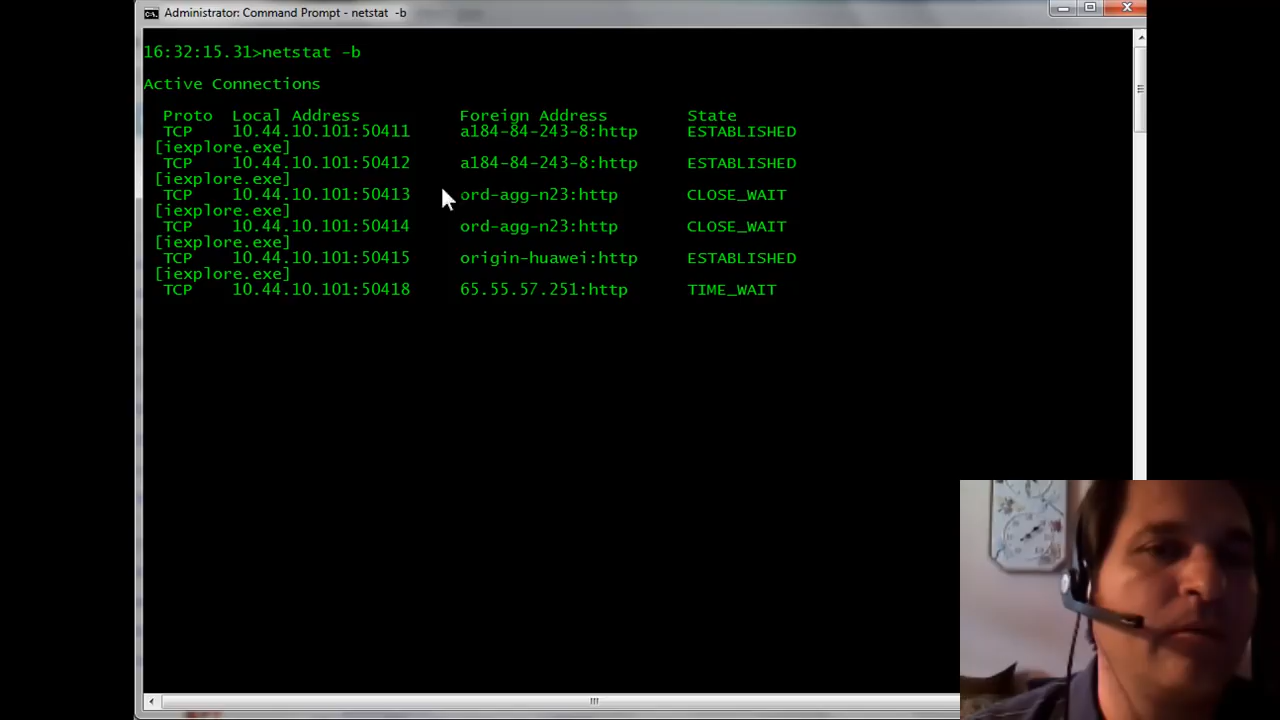 Administrator: Command Prompt - netstat -b
16:32:15.31>netstat -b
Active Connections
Proto Local Address Foreign Address State
TCP 10.44.10.101:50411 a184-84-243-8:http ESTABLISHED
[iexplore.exe]
TCP 10.44.10.101:50412 a184-84-243-8:http ESTABLISHED
[iexplore.exe]
TCP 10.44.10.101:50413 ord-agg-n23:http CLOSE_WAIT
[iexplore.exe]
TCP 10.44.10.101:50414 ord-agg-n23:http CLOSE_WAIT
[iexplore.exe]
TCP 10.44.10.101:50415 origin-huawei:http ESTABLISHED
[iexplore.exe]
TCP 10.44.10.101:50418 65.55.57.251:http TIME_WAIT